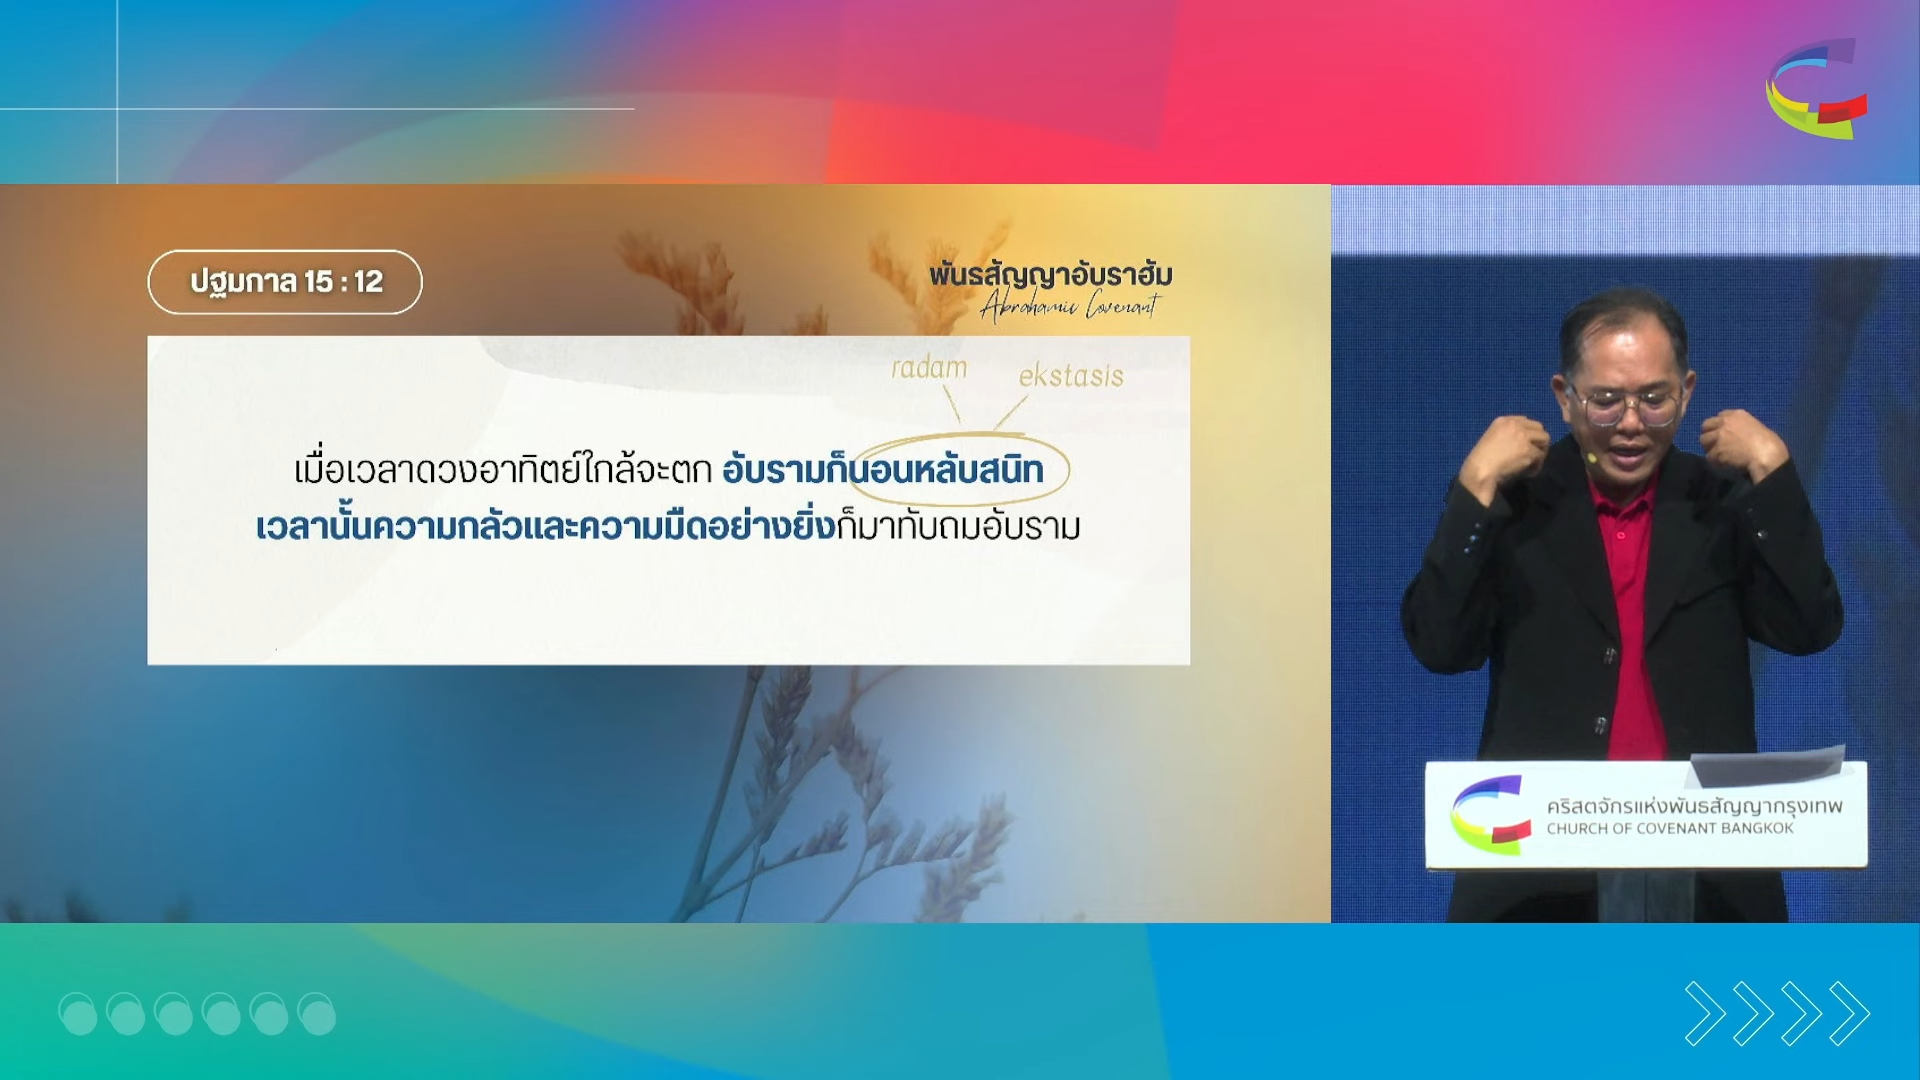 ปฐมกาล 15 : 12
พันธสัญญาอับราฮัม
Abrahamic Covenant
radam
ekstasis
เมื่อเวลาดวงอาทิตย์ใกล้จะตก อับรามก็นอนหลับสนิท
เวลานั้นความกลัวและความมืดอย่างยิ่งก็มาทับถมอับราม
คริสตจักรแห่งพันธสัญญากรุงเทพ
CHURCH OF COVENANT BANGKOK